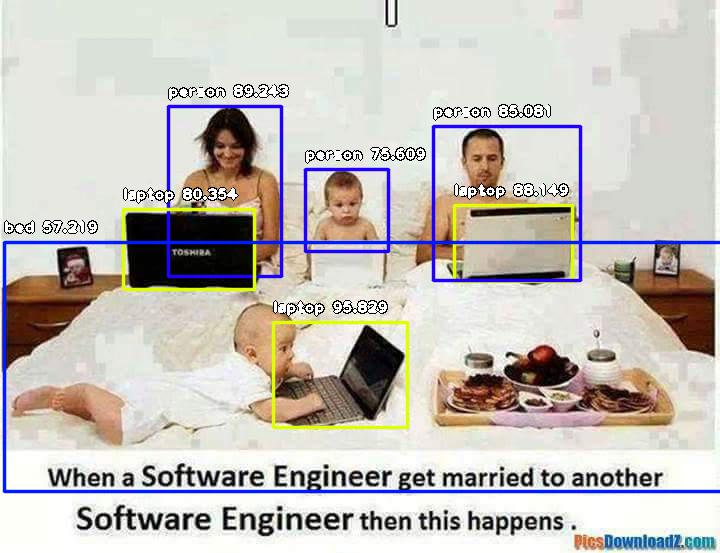 person 89.243
person 85.081
person 75.609
laptop 80.354
laptop 88.149
bed 57.219
TOSHIBA
laptop 95.829
When a Software Engineer get married to another
Software Engineer then this happens .
PicsDownloadZ.com